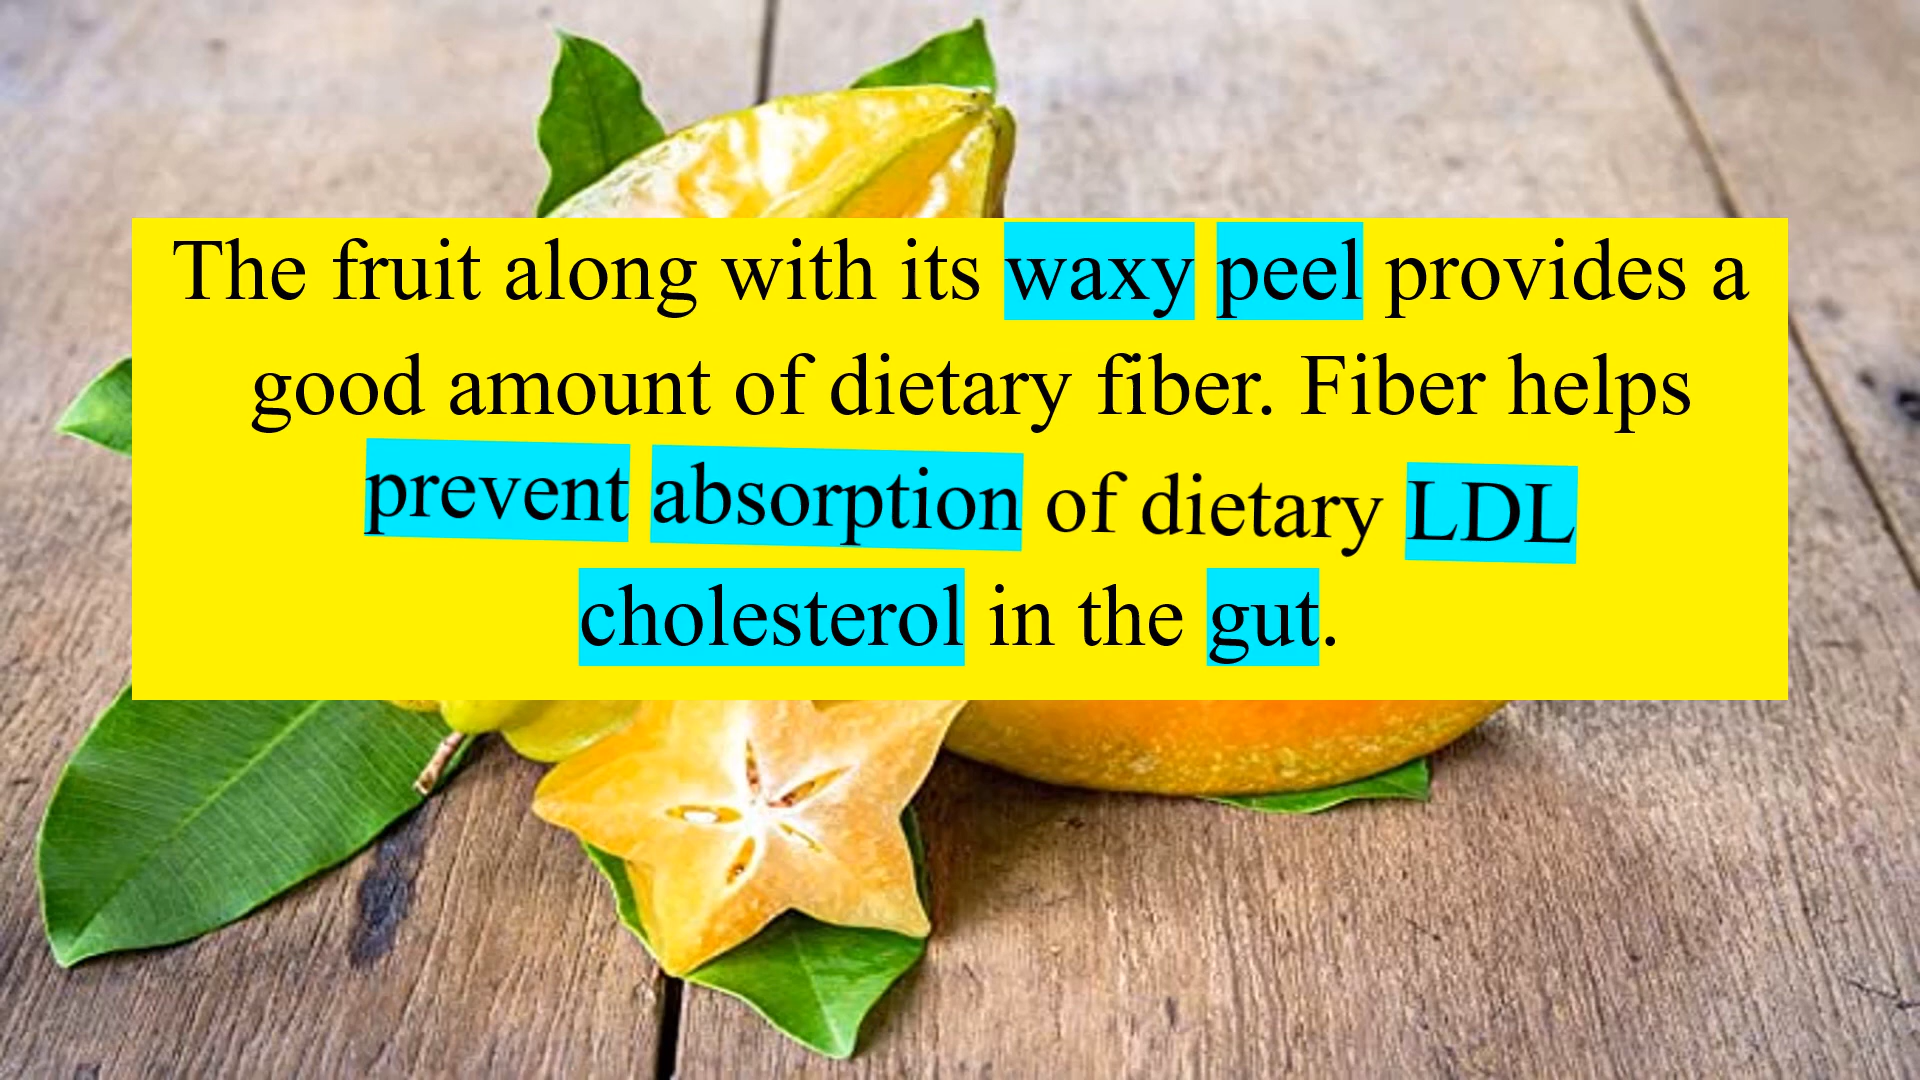 The fruit along with its waxy peel provides a
good amount of dietary fiber. Fiber helps
prevent absorption of dietary LDL
cholesterol in the gut.